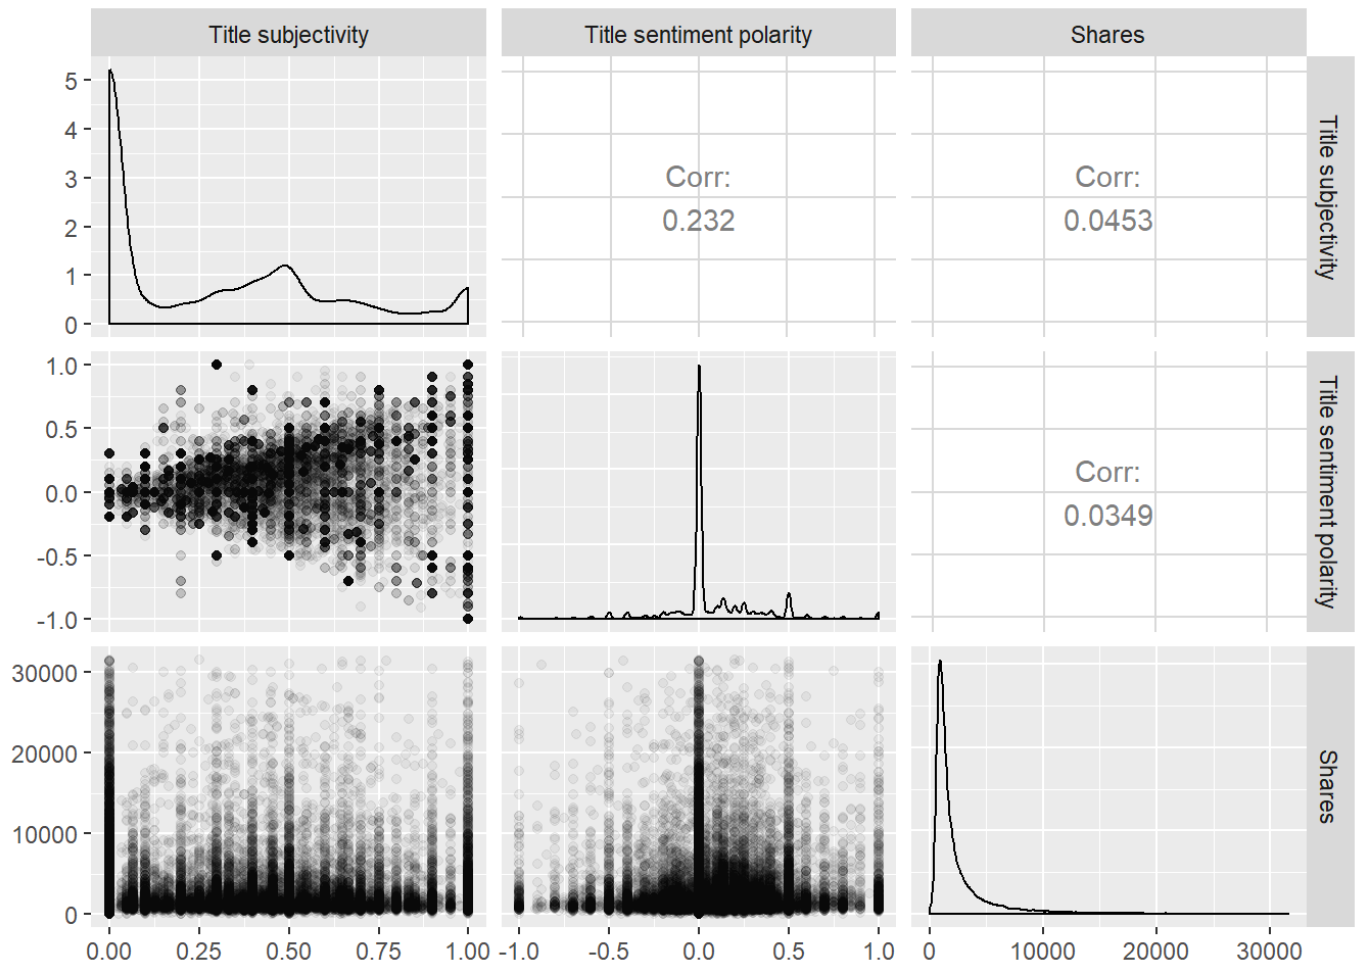 Title subjectivity
Title sentiment polarity
Shares
5
4
3
2
1
0
Corr:
0.232
Corr:
0.0453
Title subjectivity
1.0
0.5
0.0
-0.5
-1.0
Corr:
0.0349
Title sentiment polarity
30000
20000
10000
0
Shares
0.00 0.25 0.50 0.75 1.00
-1.0 -0.5 0.0 0.5 1.0
0 10000 20000 30000